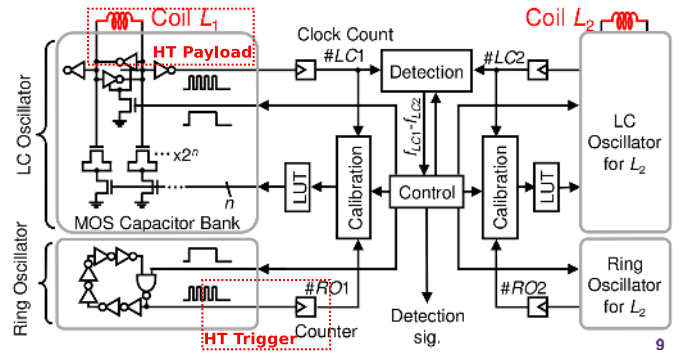 Coil L1
Coil L2
HT Payload
Clock Count
#LC1
Detection
#LC2
LC Oscillator
fLC1-fLC2
LC
Oscillator
for L2
···· x2ⁿ
Calibration
Calibration
LUT
LUT
Control
n
MOS Capacitor Bank
Ring Oscillator
#RO1
#RO2
Ring
Oscillator
for L2
HT Trigger
Counter
Detection
sig.
9